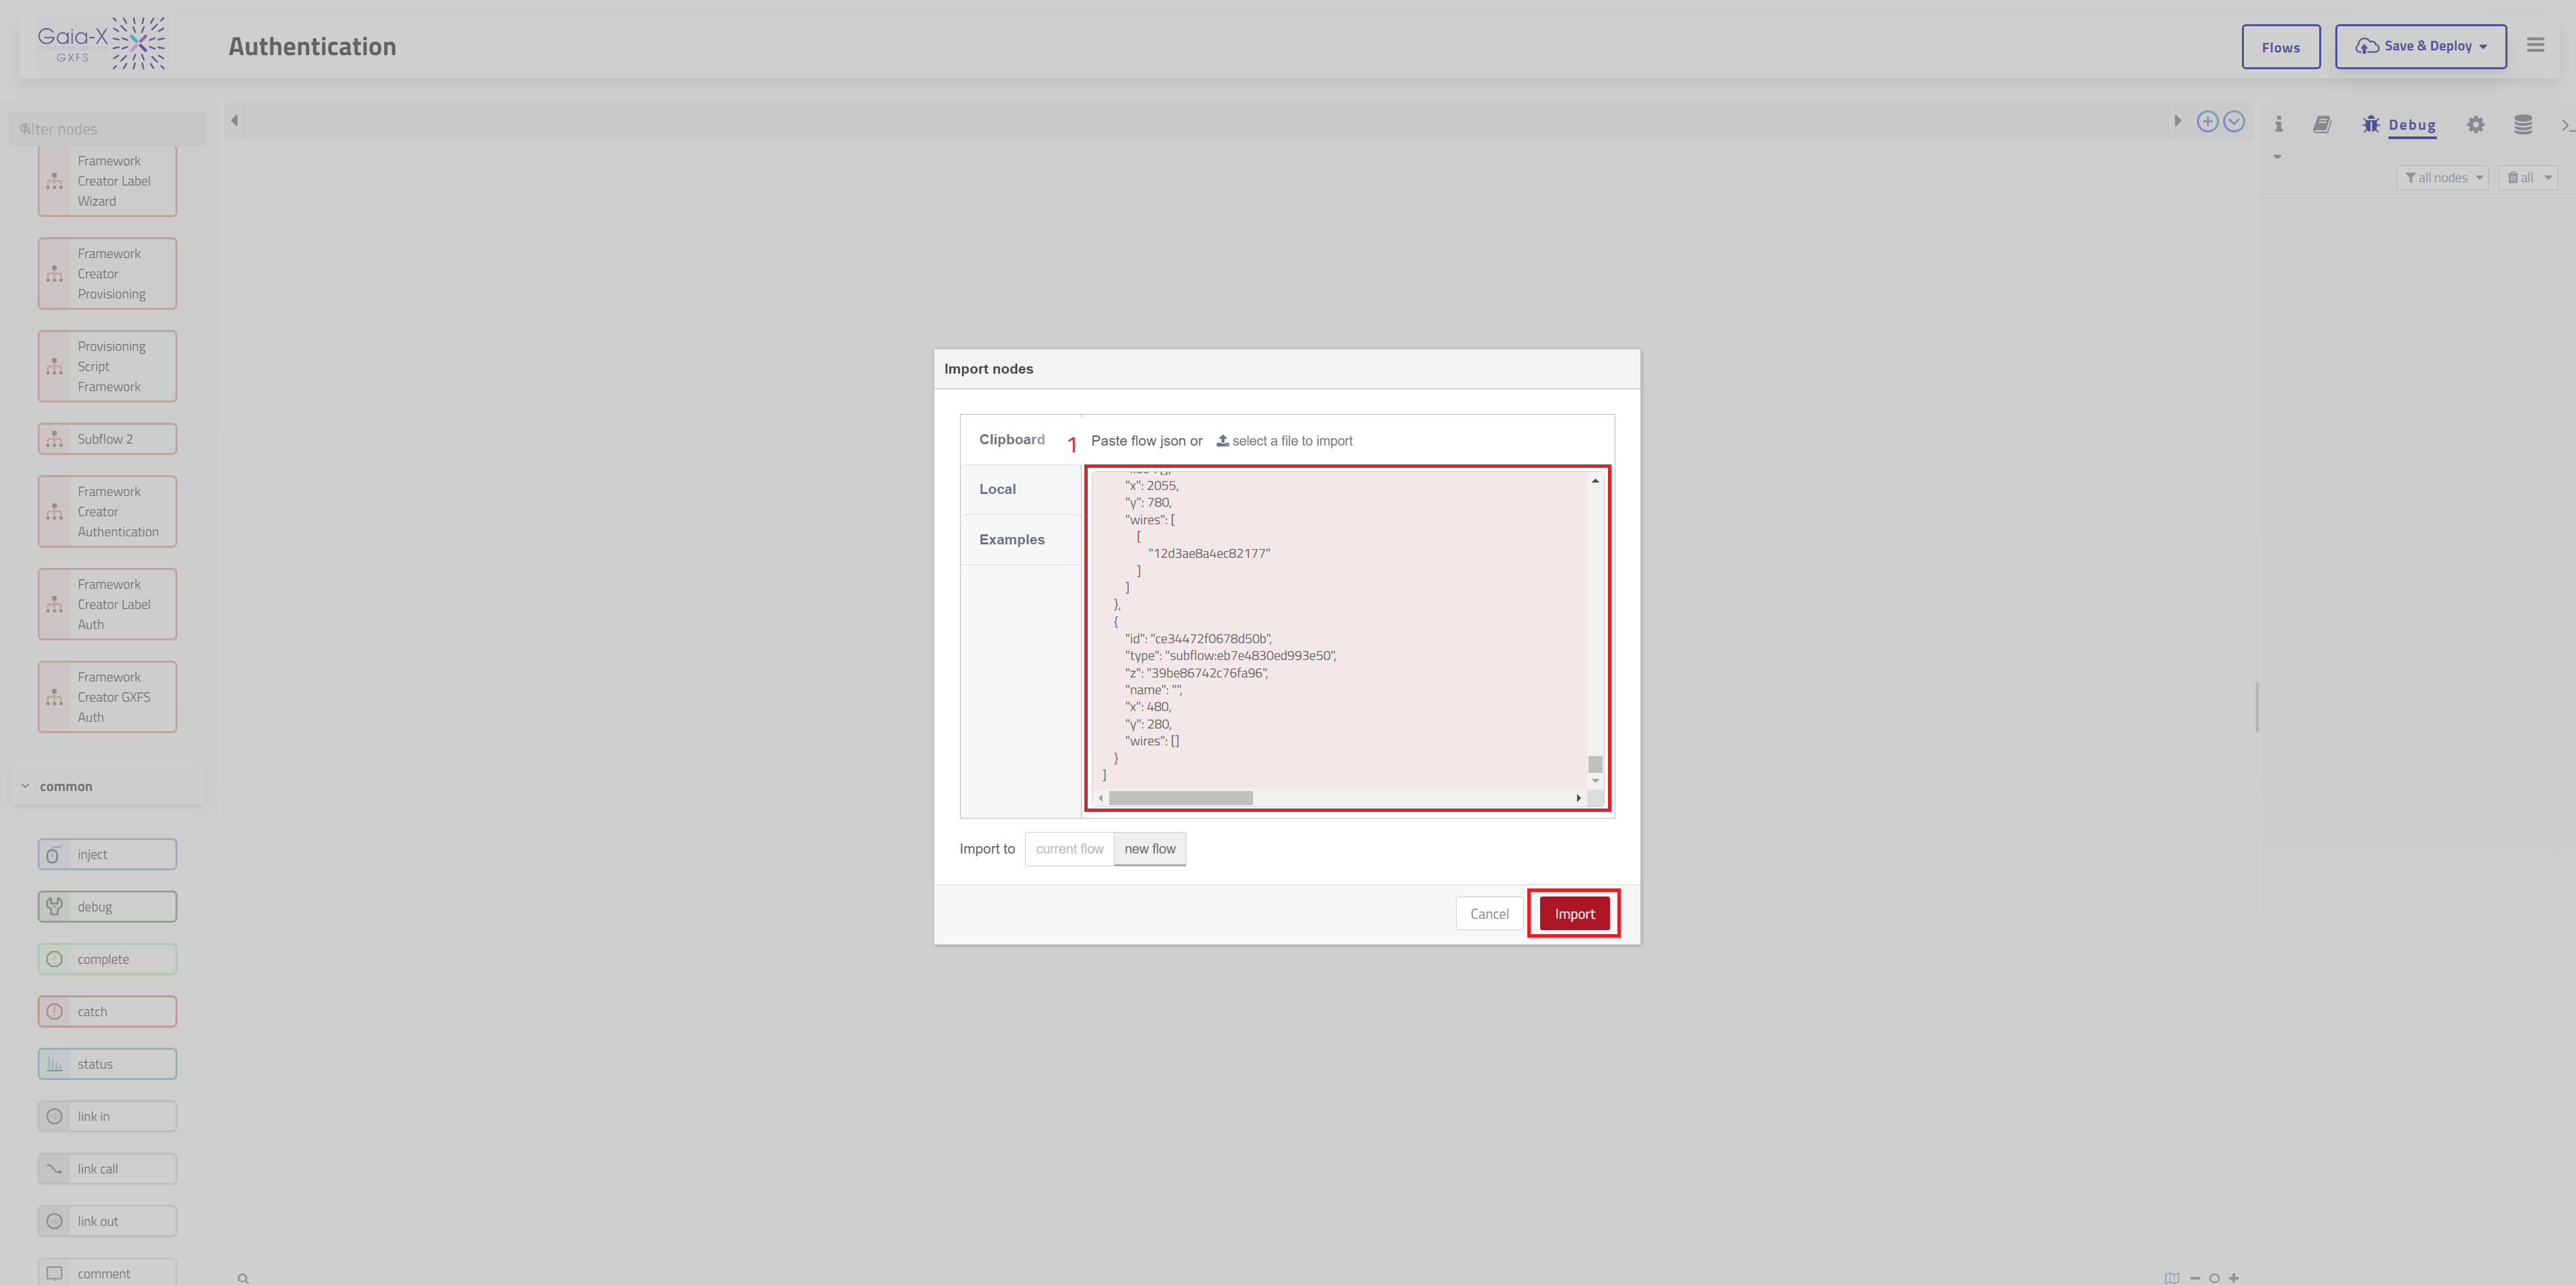 Gaia-X
FEDERATION SERVICES
GXFS
Authentication
Flows
Save & Deploy
filter nodes
Debug
all nodes
all
Framework
Creator Label
Wizard
Framework
Creator
Provisioning
Provisioning
Script
Framework
Subflow 2
Framework
Creator
Authentication
Framework
Creator Label
Auth
Framework
Creator GXFS
Auth
common
inject
debug
complete
catch
status
link in
link call
link out
comment
Import nodes
Clipboard
Local
Examples
1
Paste flow json or select a file to import
"x": 2055,
"y": 780,
"wires": [
[
"12d3ae8a4ec82177"
]
]
},
{
"id": "ce34472f0678d50b",
"type": "subflow:eb7e4830ed993e50",
"z": "39be86742c76fa96",
"name": "",
"x": 480,
"y": 280,
"wires": []
}
]
Import to current flow new flow
Cancel
Import